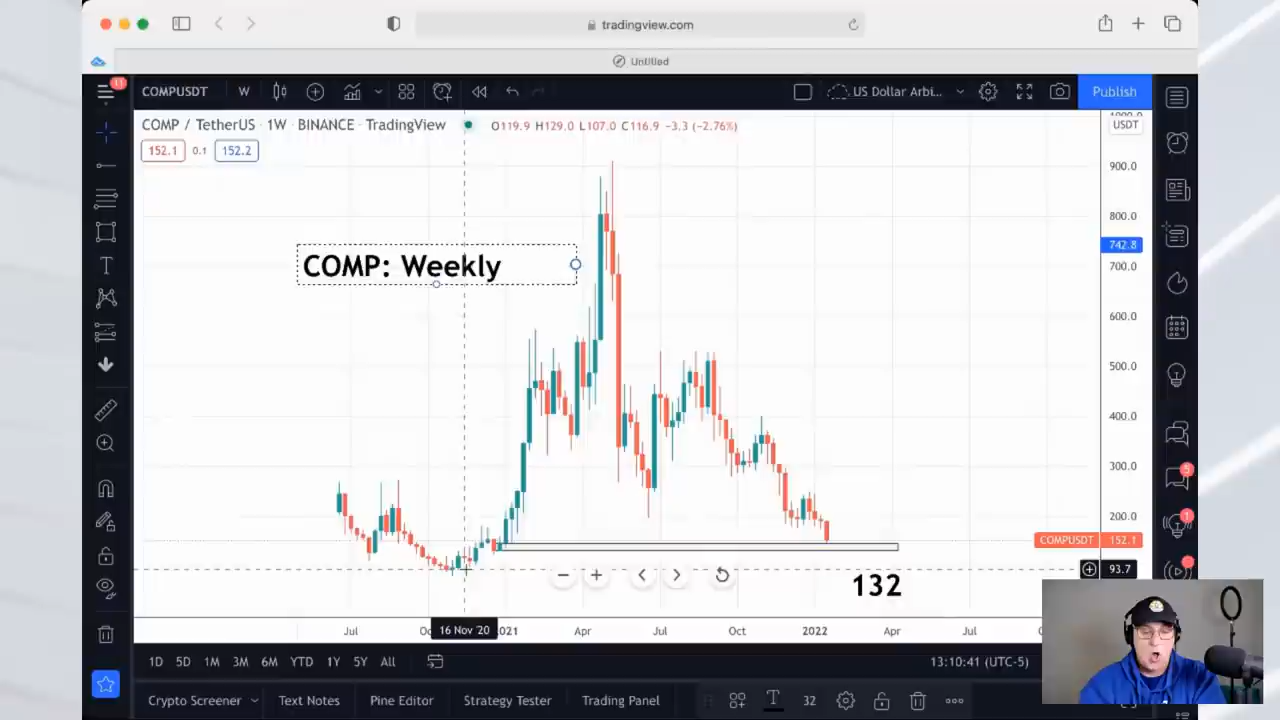 tradingview.com
Untitled
11
COMPUSDT
W
US Dollar Arbi...
Publish
COMP / TetherUS · 1W · BINANCE · TradingView
O119.9 H129.0 L107.0 C116.9 -3.3 (-2.76%)
USDT
152.1
0.1
152.2
900.0
800.0
742.8
700.0
COMP: Weekly
600.0
500.0
400.0
300.0
200.0
COMPUSDT 152.1
93.7
132
5
1
Jul
16 Nov '20
2021
Apr
Jul
Oct
2022
Apr
Jul
1D 5D 1M 3M 6M YTD 1Y 5Y All
13:10:41 (UTC-5)
Crypto Screener
Text Notes
Pine Editor
Strategy Tester
Trading Panel
32